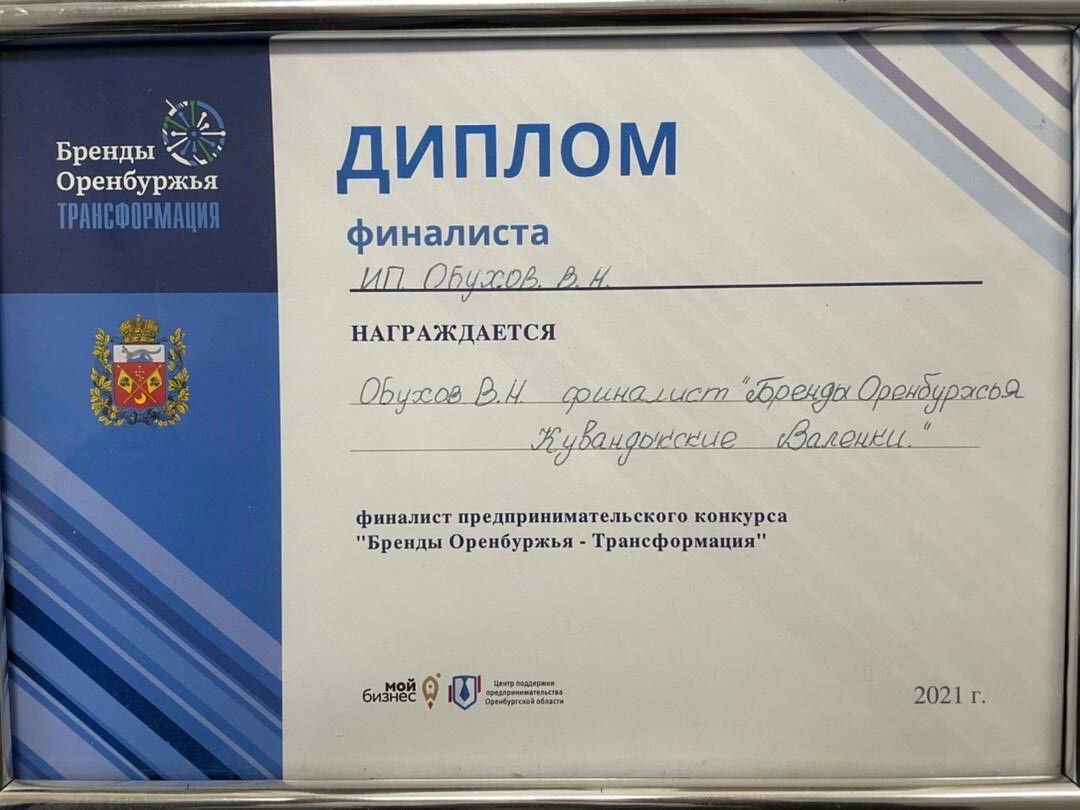 Бренды
Оренбуржья
ТРАНСФОРМАЦИЯ
ДИПЛОМ
финалиста
ИП. Обухов. В. Н.
НАГРАЖДАЕТСЯ
Обухов В.Н. финалист "Бренды Оренбуржья
Кувандыкские Валенки."
финалист предпринимательского конкурса
"Бренды Оренбуржья - Трансформация"
мой
бизнес
Центр поддержки
предпринимательства
Оренбургской области
2021 г.